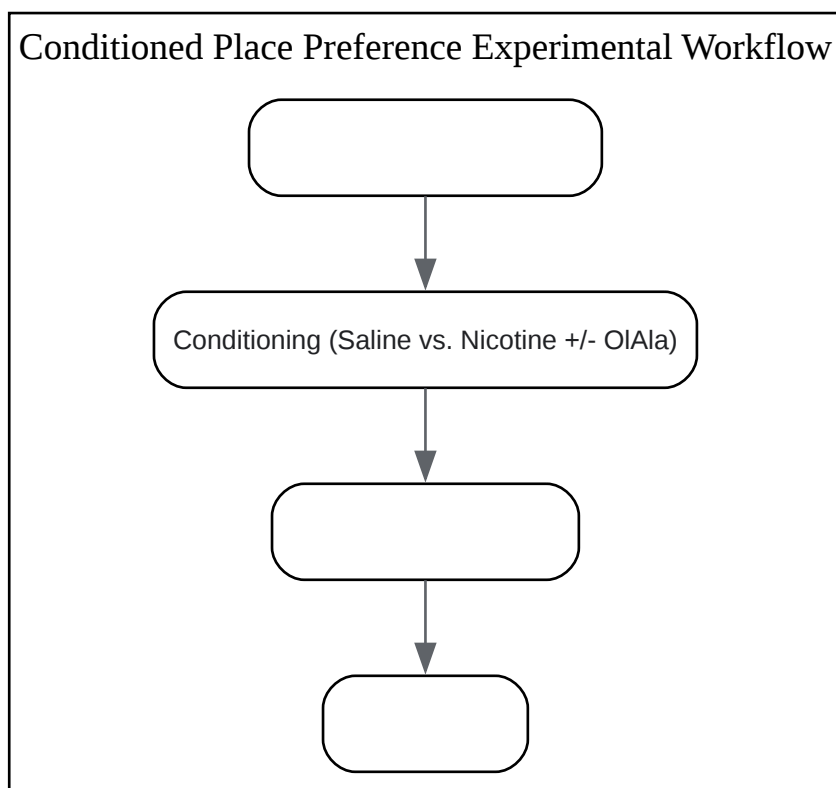 Conditioned Place Preference Experimental Workflow
Conditioning (Saline vs. Nicotine +/- OlAla)